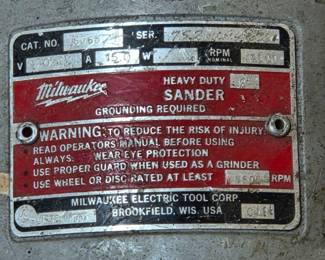 CAT. NO. SER.
V A 15.0 W RPM NOMINAL
Milwaukee HEAVY DUTY
SANDER
GROUNDING REQUIRED
WARNING: TO REDUCE THE RISK OF INJURY:
READ OPERATORS MANUAL BEFORE USING
ALWAYS. WEAR EYE PROTECTION
USE PROPER GUARD WHEN USED AS A GRINDER
USE WHEEL OR DISC RATED AT LEAST RPM
MILWAUKEE ELECTRIC TOOL CORP.
BROOKFIELD, WIS. USA